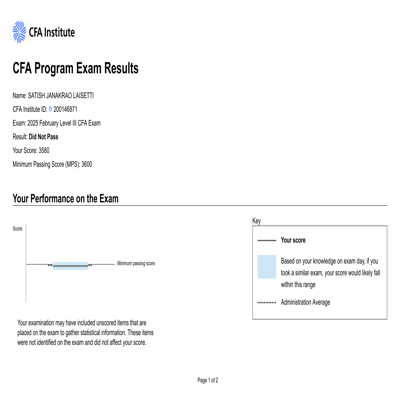 CFA Institute
CFA Program Exam Results
Name: SATISH JANAKRAO LAISETTI
CFA Institute ID: 200146871
Exam: 2025 February Level III CFA Exam
Result: Did Not Pass
Your Score: 3580
Minimum Passing Score (MPS): 3600
Your Performance on the Exam
Score
Minimum passing score
Your examination may have included unscored items that are
placed on the exam to gather statistical information. These items
were not identified on the exam and did not affect your score.
Key
Your score
Based on your knowledge on exam day, if you
took a similar exam, your score would likely fall
within this range
Administration Average
Page 1 of 2